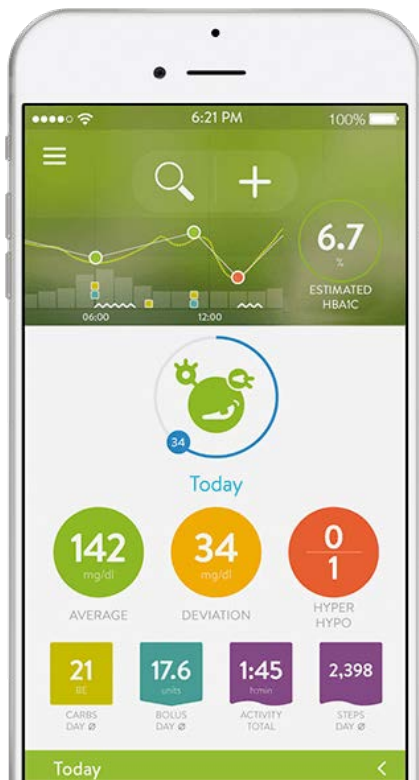 6:21 PM
100%
6.7
%
ESTIMATED
HBA1C
06:00
12:00
34
Today
142
mg/dl
34
mg/dl
0
1
AVERAGE
DEVIATION
HYPER
HYPO
21
BE
17.6
units
1:45
h:min
2,398
CARBS
DAY Ø
BOLUS
DAY Ø
ACTIVITY
TOTAL
STEPS
DAY Ø
Today